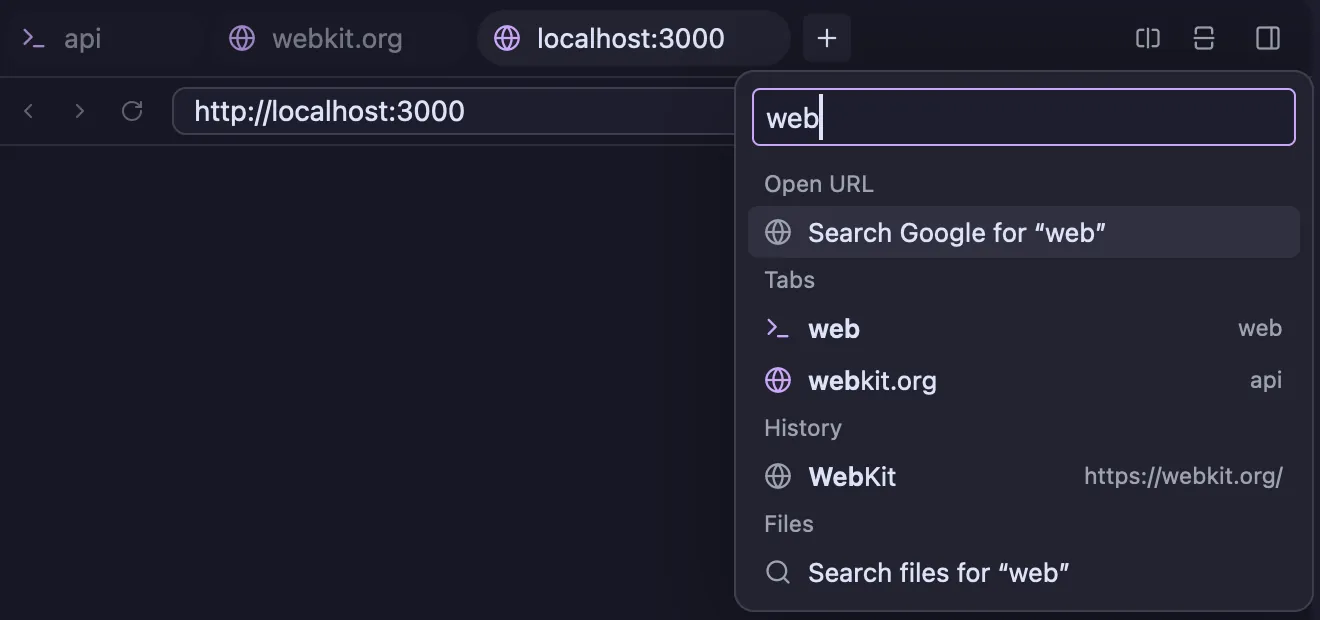 api
webkit.org
localhost:3000
http://localhost:3000
web
Open URL
Search Google for “web”
Tabs
web web
webkit.org api
History
WebKit https://webkit.org/
Files
Search files for “web”